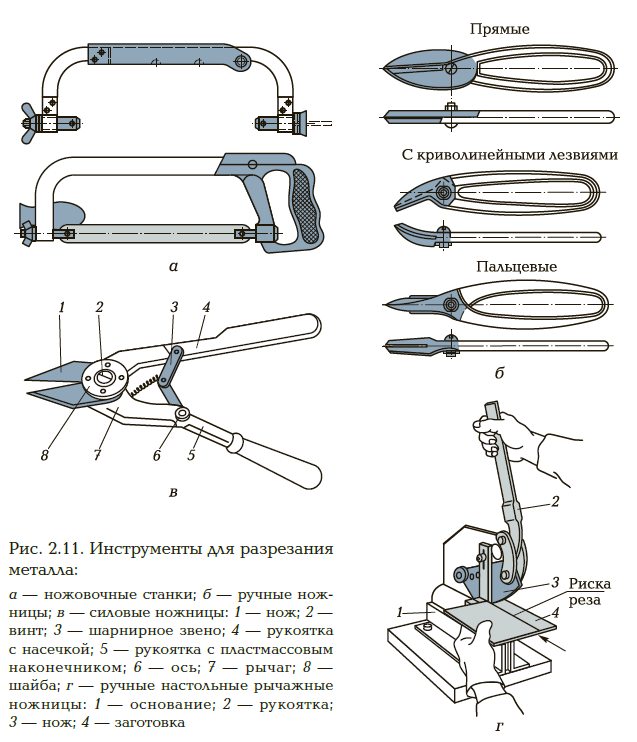 Прямые
С криволинейными лезвиями
Пальцевые
а
б
1
2
3
4
8
7
6
5
в
2
3
Риска
реза
1
4
г
Рис. 2.11. Инструменты для разрезания
металла:
а — ножовочные станки; б — ручные нож-
ницы; в — силовые ножницы: 1 — нож; 2 —
винт; 3 — шарнирное звено; 4 — рукоятка
с насечкой; 5 — рукоятка с пластмассовым
наконечником; 6 — ось; 7 — рычаг; 8 —
шайба; г — ручные настольные рычажные
ножницы: 1 — основание; 2 — рукоятка;
3 — нож; 4 — заготовка